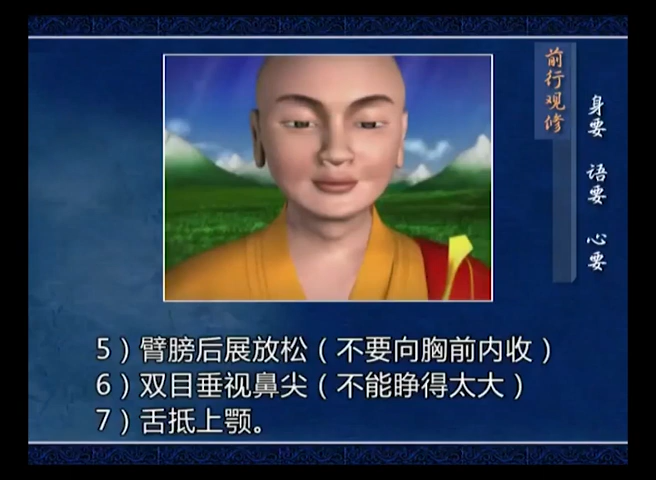 前行观修
身要 语要 心要
5）臂膀后展放松（不要向胸前内收）
6）双目垂视鼻尖（不能睁得太大）
7）舌抵上颚。